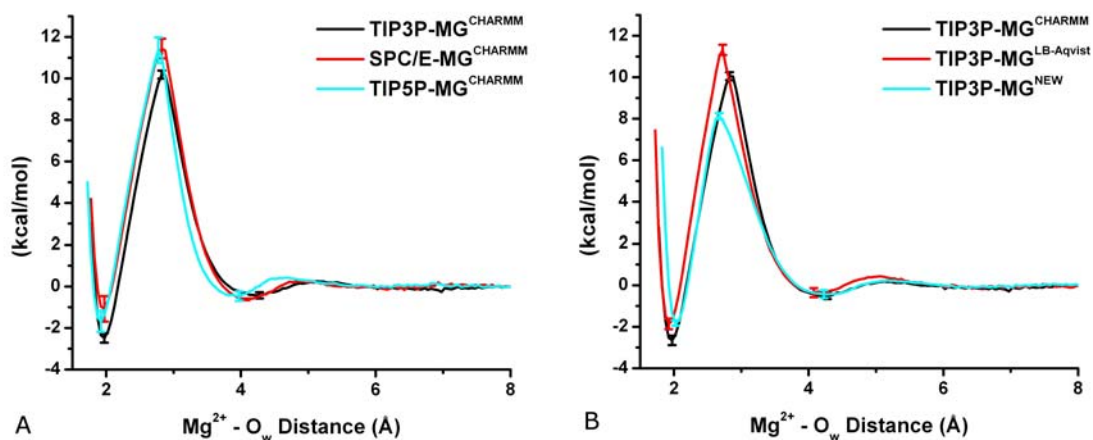 TIP3P-MG^CHARMM
SPC/E-MG^CHARMM
TIP5P-MG^CHARMM
(kcal/mol)
12
10
8
6
4
2
0
-2
-4
2
3
4
6
8
A
Mg²⁺ - O_w Distance (Å)
TIP3P-MG^CHARMM
TIP3P-MG^LB-Aqvist
TIP3P-MG^NEW
(kcal/mol)
12
10
8
6
4
2
0
-2
-4
2
3
4
6
8
B
Mg²⁺ - O_w Distance (Å)